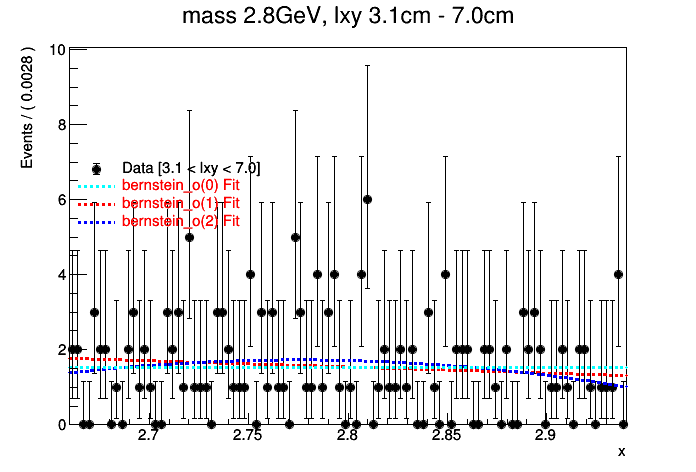 mass 2.8GeV, lxy 3.1cm - 7.0cm
Events / ( 0.0028 )
10
8
Data [3.1 < lxy < 7.0]
bernstein_o(0) Fit
6
bernstein_o(1) Fit
bernstein_o(2) Fit
4
2
0
2.7 2.75 2.8 2.85 2.9
x